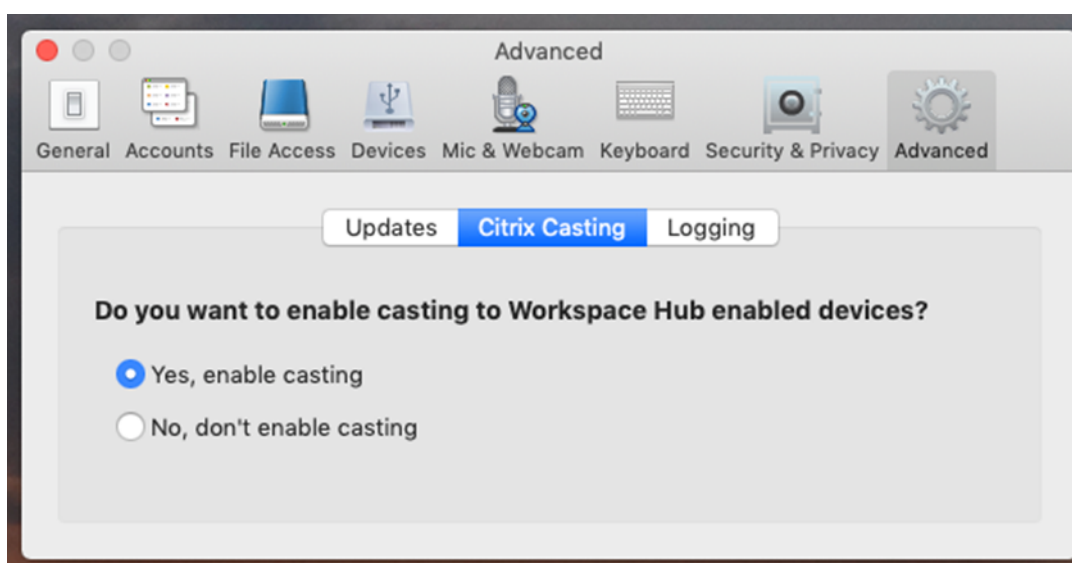 Advanced
General Accounts File Access Devices Mic & Webcam Keyboard Security & Privacy Advanced
Updates Citrix Casting Logging
Do you want to enable casting to Workspace Hub enabled devices?
Yes, enable casting
No, don't enable casting